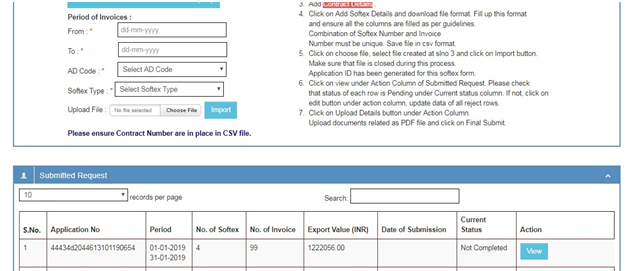 3. Add Contract Details
Period of Invoices :
From : * dd-mm-yyyy
To : * dd-mm-yyyy
AD Code : * Select AD Code
Softex Type : * Select Softex Type
Upload File : No file selected Choose File Import
Please ensure Contract Number are in place in CSV file.
4. Click on Add Softex Details and download file format. Fill up this format
and ensure all the columns are filled as per guidelines.
Combination of Softex Number and Invoice
Number must be unique. Save file in csv format.
5. Click on choose file, select file created at slno 3 and click on Import button.
Make sure that file is closed during this process.
Application ID has been generated for this softex form.
6. Click on view under Action Column of Submitted Request. Please check
that status of each row is Pending under Current status column. If not, click on
edit button under action column, update data of all reject rows.
7. Click on Upload Details button under Action Column.
Upload documents related as PDF file and click on Final Submit.
Submitted Request
10 records per page Search:
S.No. Application No Period No. of Softex No. of Invoice Export Value (INR) Date of Submission Current Status Action
1 44434d2044613101190654 01-01-2019 4 99 1222056.00 Not Completed View
31-01-2019